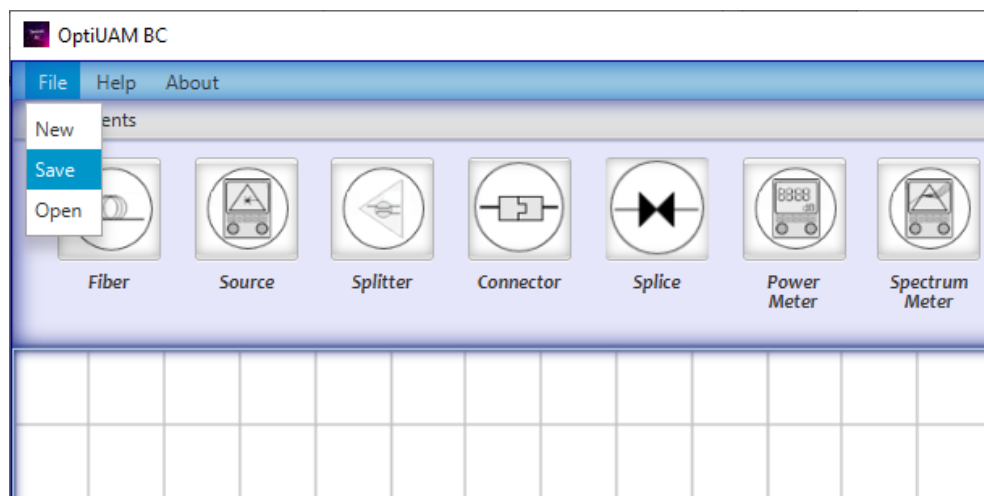 OptiUAM BC
File Help About
ents
New
Save
Open
Fiber Source Splitter Connector Splice Power Meter Spectrum Meter